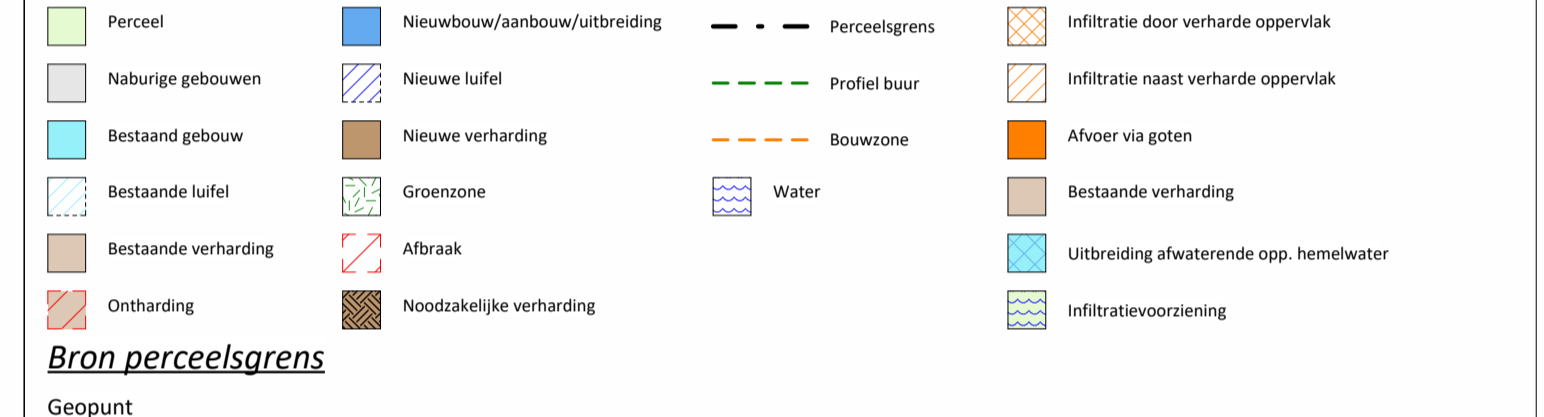 Perceel
Naburige gebouwen
Bestaand gebouw
Bestaande luifel
Bestaande verharding
Ontharding
Nieuwbouw/aanbouw/uitbreiding
Nieuwe luifel
Nieuwe verharding
Groenzone
Afbraak
Noodzakelijke verharding
Perceelsgrens
Profiel buur
Bouwzone
Water
Infiltratie door verharde oppervlak
Infiltratie naast verharde oppervlak
Afvoer via goten
Bestaande verharding
Uitbreiding afwaterende opp. hemelwater
Infiltratievoorziening
Bron perceelsgrens
Geopunt